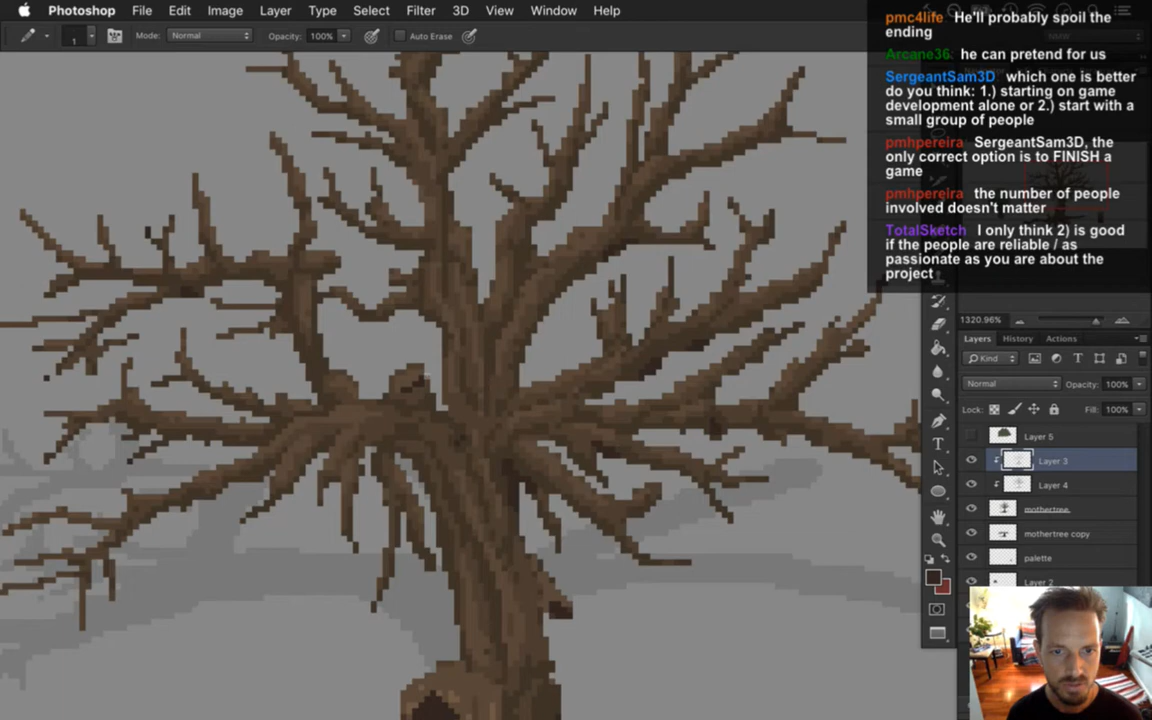 Photoshop File Edit Image Layer Type Select Filter 3D View Window Help
1 Mode: Normal Opacity: 100% Auto Erase
pmc4life He'll probably spoil the
ending
Arcane36 he can pretend for us
SergeantSam3D which one is better
do you think: 1.) starting on game
development alone or 2.) start with a
small group of people
pmhpereira SergeantSam3D, the
only correct option is to FINISH a
game
pmhpereira the number of people
involved doesn't matter
TotalSketch I only think 2) is good
if the people are reliable / as
passionate as you are about the
project
1320.96%
Layers History Actions
Kind
Normal Opacity: 100%
Lock: Fill: 100%
Layer 5
Layer 3
Layer 4
mothertree
mothertree copy
palette
Layer 2